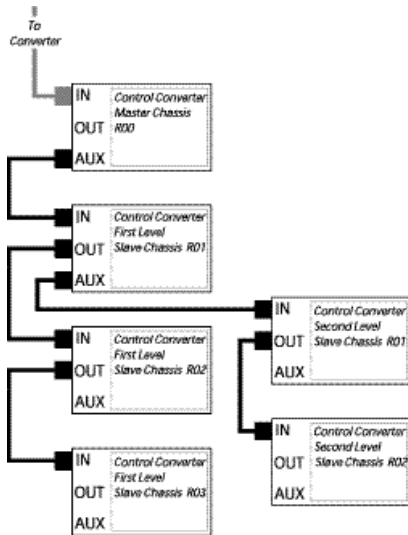 To
Converter
IN
Control Converter
Master Chassis
OUT
R00
AUX
IN
Control Converter
First Level
OUT
Slave Chassis R01
AUX
IN
Control Converter
Second Level
OUT
Slave Chassis R01
AUX
IN
Control Converter
First Level
OUT
Slave Chassis R02
AUX
IN
Control Converter
Second Level
OUT
Slave Chassis R02
AUX
IN
Control Converter
First Level
OUT
Slave Chassis R03
AUX